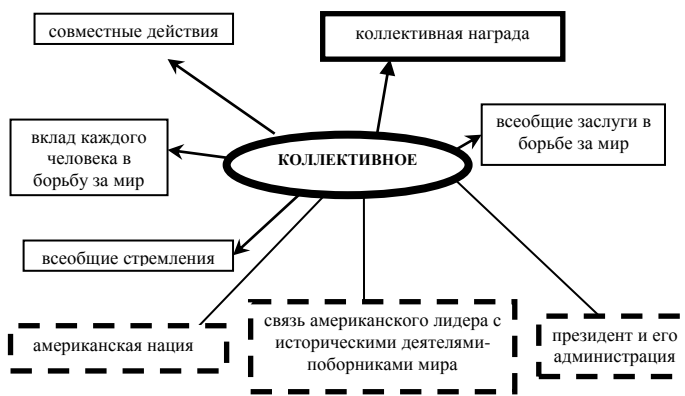 совместные действия
коллективная награда
вклад каждого
человека в
борьбу за мир
КОЛЛЕКТИВНОЕ
всеобщие заслуги в
борьбе за мир
всеобщие стремления
американская нация
связь американского лидера с
историческими деятелями-
поборниками мира
президент и его
администрация